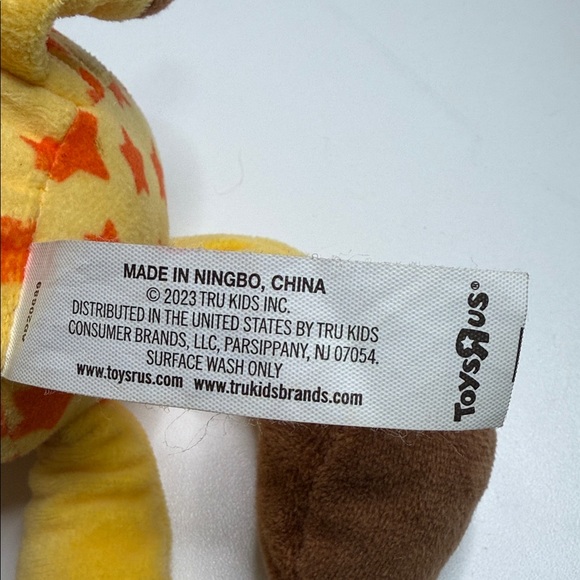 MADE IN NINGBO, CHINA
© 2023 TRU KIDS INC.
DISTRIBUTED IN THE UNITED STATES BY TRU KIDS
CONSUMER BRANDS, LLC, PARSIPPANY, NJ 07054.
SURFACE WASH ONLY
www.toysrus.com www.trukidsbrands.com
ToysRus®